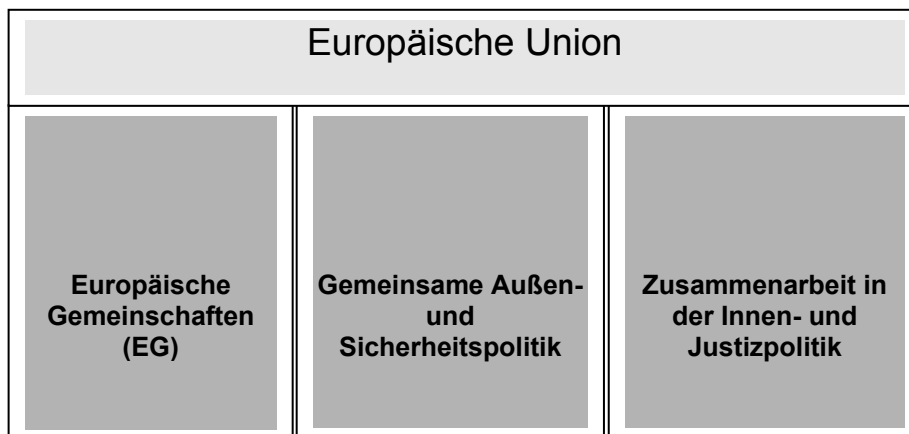 Europäische Union
Europäische
Gemeinschaften
(EG)
Gemeinsame Außen-
und
Sicherheitspolitik
Zusammenarbeit in
der Innen- und
Justizpolitik